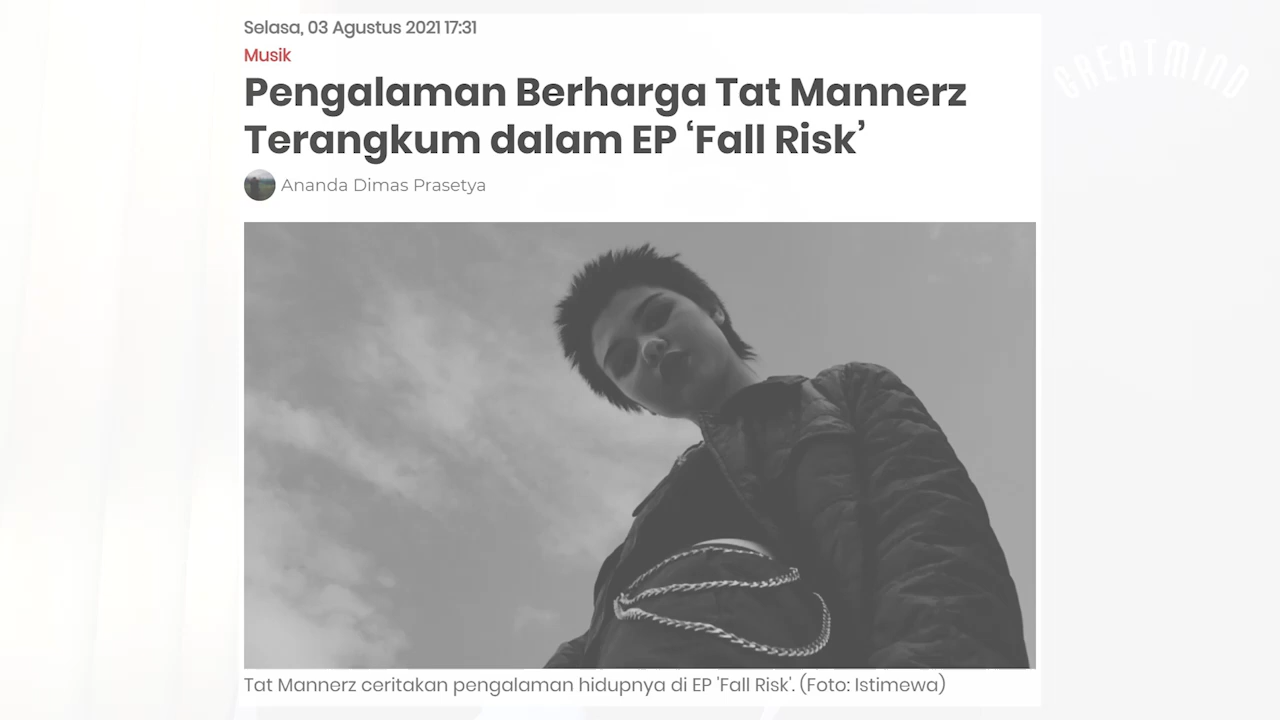 Selasa, 03 Agustus 2021 17:31
GREATMIND
Musik
Pengalaman Berharga Tat Mannerz
Terangkum dalam EP ‘Fall Risk’
Ananda Dimas Prasetya
Tat Mannerz ceritakan pengalaman hidupnya di EP 'Fall Risk'. (Foto: Istimewa)